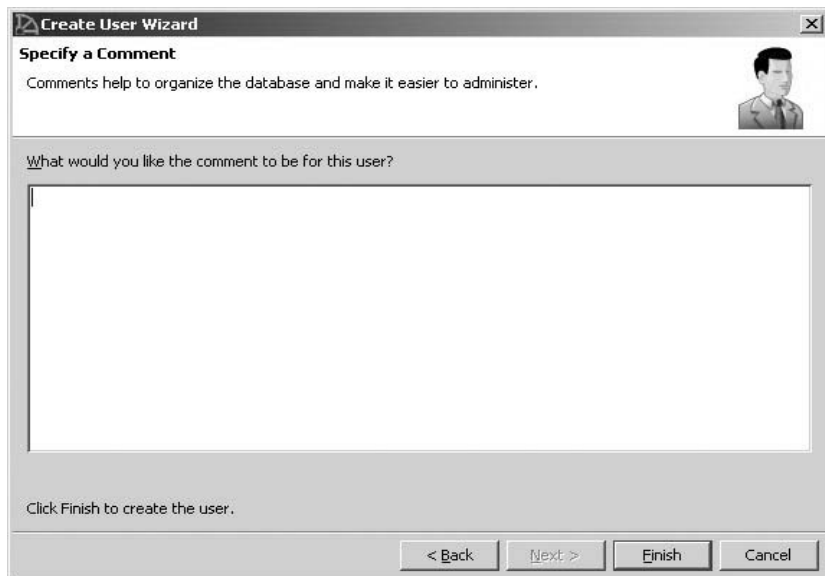 Create User Wizard
Specify a Comment
Comments help to organize the database and make it easier to administer.
What would you like the comment to be for this user?
Click Finish to create the user.
< Back Next > Finish Cancel